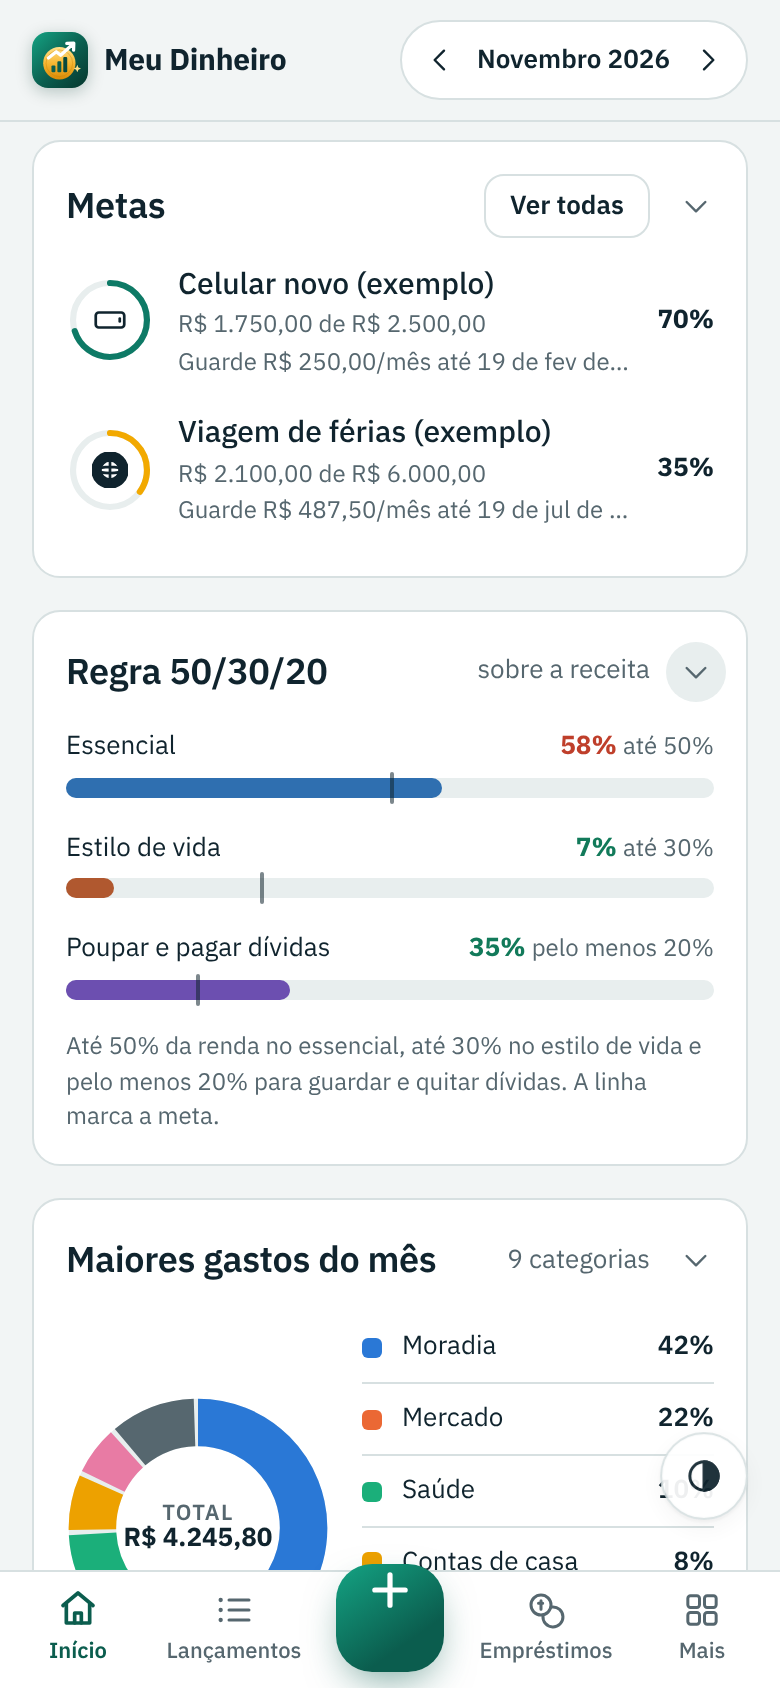 Meu Dinheiro
Novembro 2026
Metas
Ver todas
Celular novo (exemplo)
R$ 1.750,00 de R$ 2.500,00
70%
Guarde R$ 250,00/mês até 19 de fev de...
Viagem de férias (exemplo)
R$ 2.100,00 de R$ 6.000,00
35%
Guarde R$ 487,50/mês até 19 de jul de ...
Regra 50/30/20
sobre a receita
Essencial
58% até 50%
Estilo de vida
7% até 30%
Poupar e pagar dívidas
35% pelo menos 20%
Até 50% da renda no essencial, até 30% no estilo de vida e
pelo menos 20% para guardar e quitar dívidas. A linha
marca a meta.
Maiores gastos do mês
9 categorias
Moradia 42%
Mercado 22%
Saúde 10%
Contas de casa 8%
TOTAL
R$ 4.245,80
Início
Lançamentos
Empréstimos
Mais